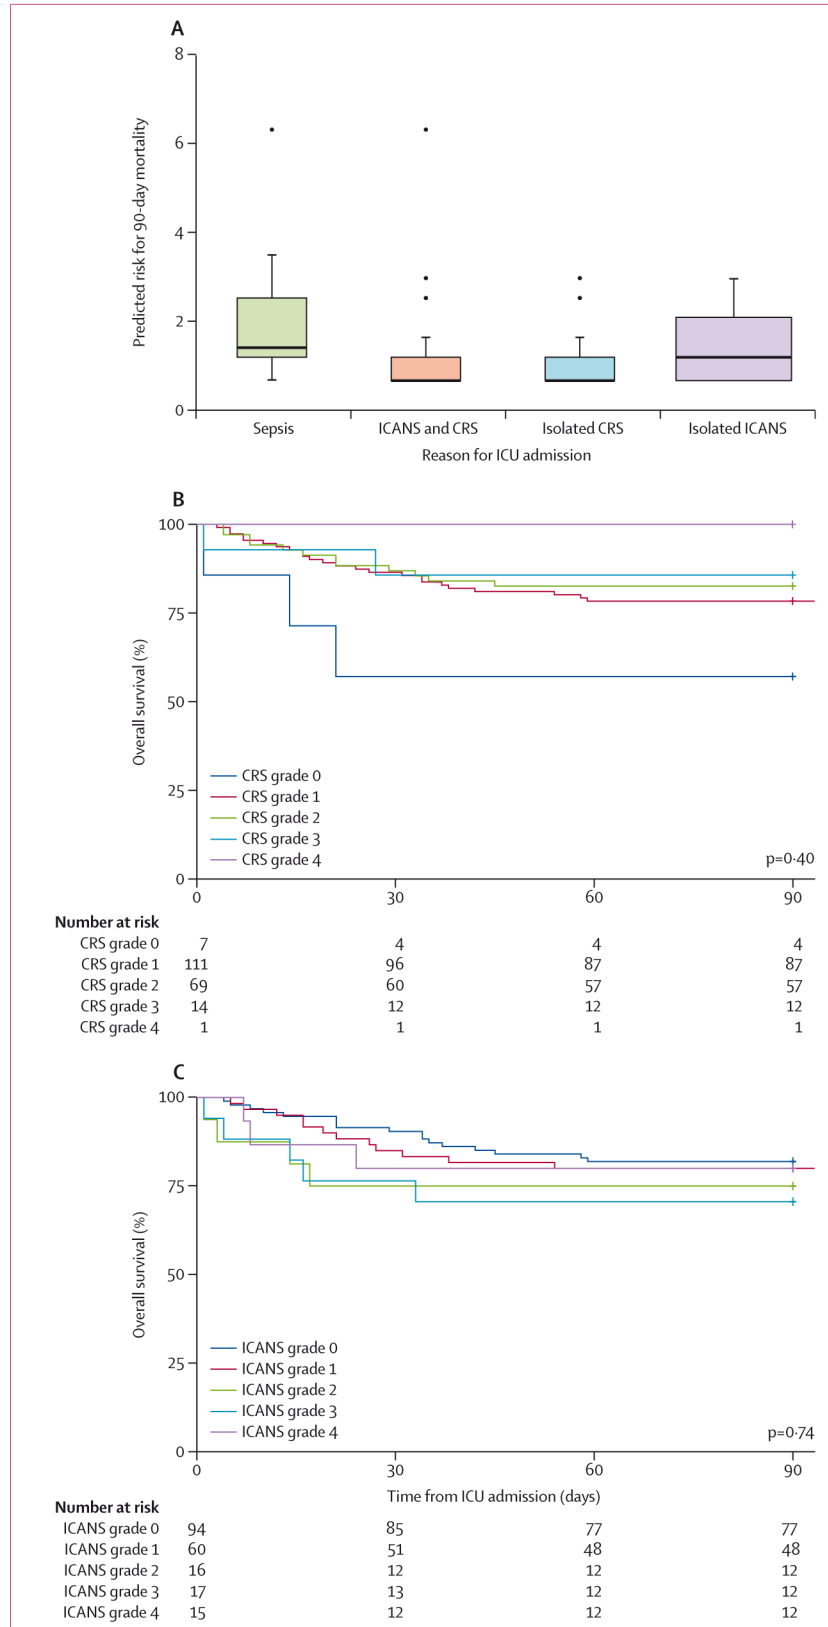 A
8
6
4
2
0
Predicted risk for 90-day mortality
Sepsis
ICANS and CRS
Isolated CRS
Isolated ICANS
Reason for ICU admission
B
100
75
50
25
0
Overall survival (%)
CRS grade 0
CRS grade 1
CRS grade 2
CRS grade 3
CRS grade 4
p=0·40
0 30 60 90
Number at risk
CRS grade 0 7 4 4 4
CRS grade 1 111 96 87 87
CRS grade 2 69 60 57 57
CRS grade 3 14 12 12 12
CRS grade 4 1 1 1 1
C
100
75
50
25
0
Overall survival (%)
ICANS grade 0
ICANS grade 1
ICANS grade 2
ICANS grade 3
ICANS grade 4
p=0·74
0 30 60 90
Time from ICU admission (days)
Number at risk
ICANS grade 0 94 85 77 77
ICANS grade 1 60 51 48 48
ICANS grade 2 16 12 12 12
ICANS grade 3 17 13 12 12
ICANS grade 4 15 12 12 12